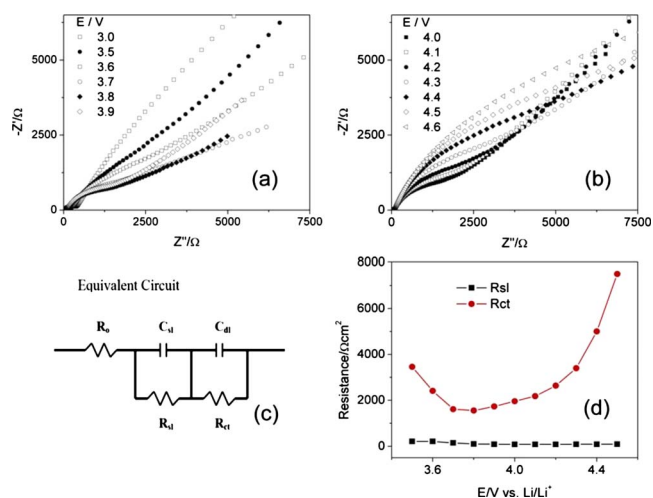 E / V
3.0
3.5
3.6
3.7
3.8
3.9
5000
2500
0
-Z'/Ω
0 2500 5000 7500
Z''/Ω
(a)
E / V
4.0
4.1
4.2
4.3
4.4
4.5
4.6
5000
2500
0
-Z'/Ω
0 2500 5000 7500
Z''/Ω
(b)
Equivalent Circuit
Ro Csl Cdl
Rsl Rct
(c)
Rsl
Rct
8000
6000
4000
2000
0
Resistance/Ωcm²
3.6 4.0 4.4
E/V vs. Li/Li⁺
(d)